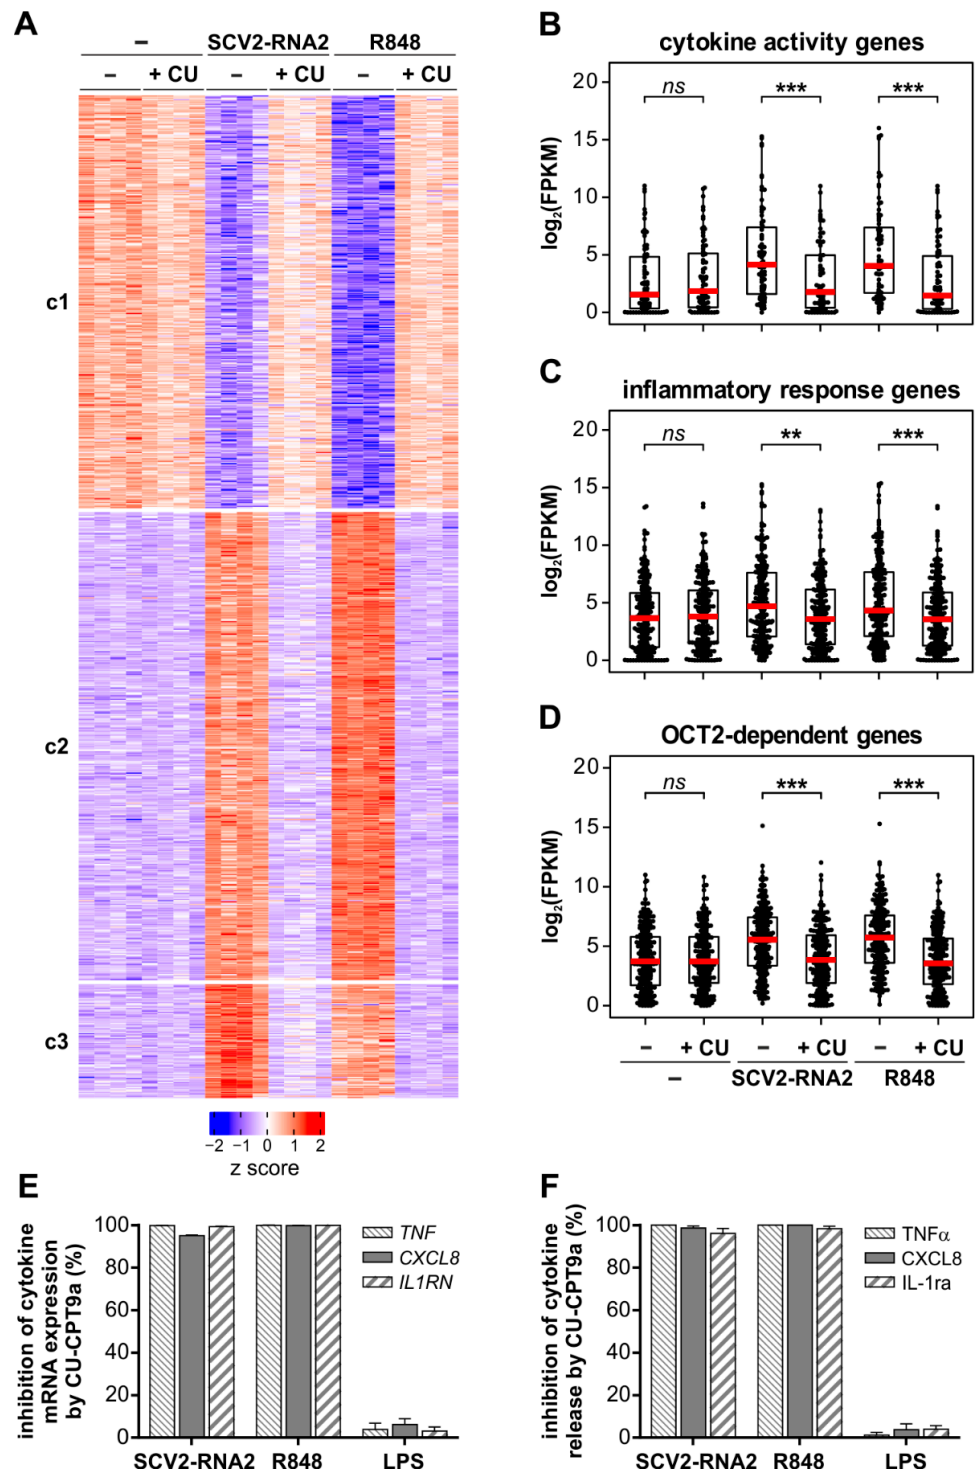 A
– SCV2-RNA2 R848
– + CU – + CU – + CU
c1
c2
c3
−2 −1 0 1 2
z score
B
cytokine activity genes
log2(FPKM)
20
15
10
5
0
ns *** ***
C
inflammatory response genes
log2(FPKM)
20
15
10
5
0
ns ** ***
D
OCT2-dependent genes
log2(FPKM)
20
15
10
5
0
ns *** ***
– + CU – + CU – + CU
– SCV2-RNA2 R848
E
inhibition of cytokine
mRNA expression
by CU-CPT9a (%)
100
80
60
40
20
0
TNF
CXCL8
IL1RN
SCV2-RNA2 R848 LPS
F
inhibition of cytokine
release by CU-CPT9a (%)
100
80
60
40
20
0
TNFα
CXCL8
IL-1ra
SCV2-RNA2 R848 LPS